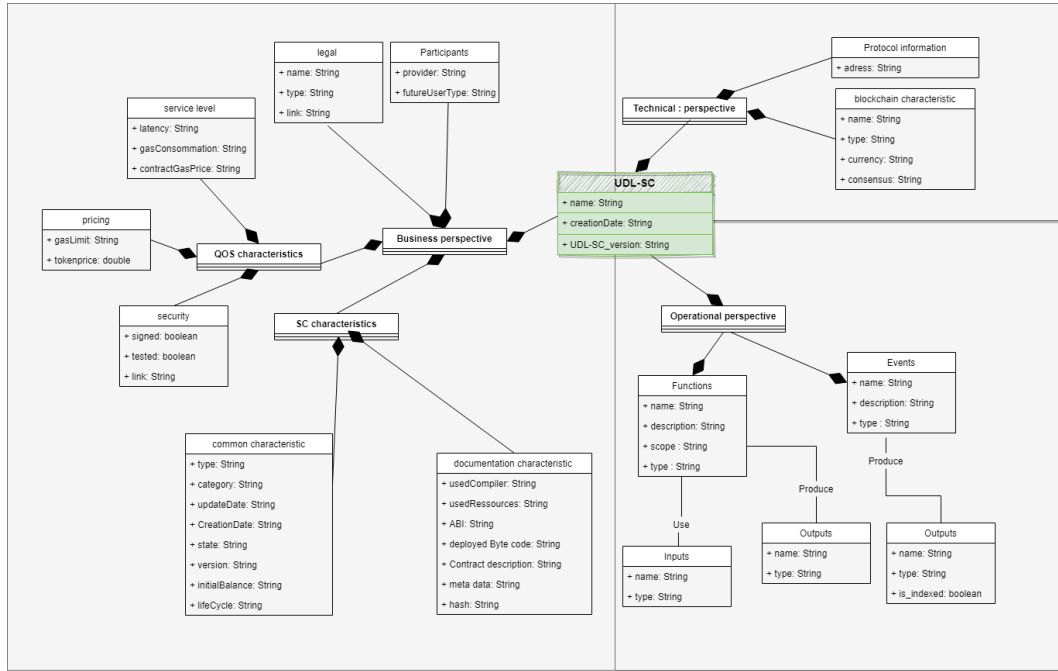 legal
+ name: String
+ type: String
+ link: String
Participants
+ provider: String
+ futureUserType: String
service level
+ latency: String
+ gasConsommation: String
+ contractGasPrice: String
pricing
+ gasLimit: String
+ tokenprice: double
QOS characteristics
Business perspective
security
+ signed: boolean
+ tested: boolean
+ link: String
SC characteristics
common characteristic
+ type: String
+ category: String
+ updateDate: String
+ CreationDate: String
+ state: String
+ version: String
+ initialBalance: String
+ lifeCycle: String
documentation characteristic
+ usedCompiler: String
+ usedRessources: String
+ ABI: String
+ deployed Byte code: String
+ Contract description: String
+ meta data: String
+ hash: String
UDL-SC
+ name: String
+ creationDate: String
+ UDL-SC_version: String
Technical : perspective
Protocol information
+ adress: String
blockchain characteristic
+ name: String
+ type: String
+ currency: String
+ consensus: String
Operational perspective
Functions
+ name: String
+ description: String
+ scope : String
+ type : String
Events
+ name: String
+ description: String
+ type : String
Use
Produce
Produce
Inputs
+ name: String
+ type: String
Outputs
+ name: String
+ type: String
Outputs
+ name: String
+ type: String
+ is_indexed: boolean